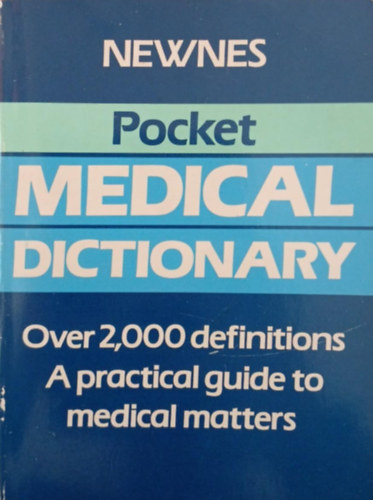 NEWNES
Pocket
MEDICAL
DICTIONARY
Over 2,000 definitions
A practical guide to
medical matters